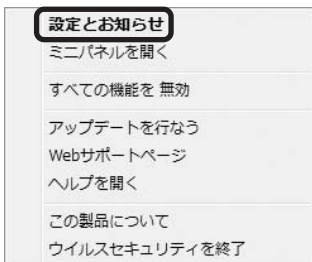 設定とお知らせ
ミニパネルを開く
すべての機能を 無効
アップデートを行なう
Webサポートページ
ヘルプを開く
この製品について
ウイルスセキュリティを終了